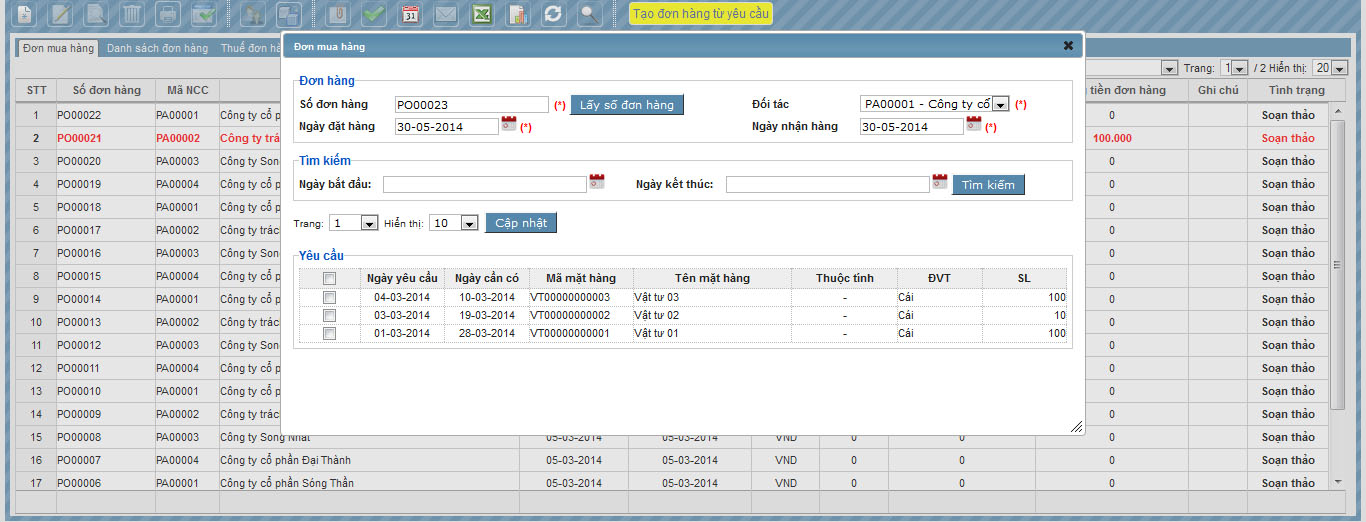 31
Tạo đơn hàng từ yêu cầu
Đơn mua hàng Danh sách đơn hàng Thuế đơn hà
Trang: 1 / 2 Hiển thị: 20
Đơn mua hàng
Đơn hàng
Số đơn hàng PO00023 (*) Lấy số đơn hàng Đối tác PA00001 - Công ty cổ (*)
Ngày đặt hàng 30-05-2014 (*) Ngày nhận hàng 30-05-2014 (*)
Tìm kiếm
Ngày bắt đầu: Ngày kết thúc: Tìm kiếm
Trang: 1 Hiển thị: 10 Cập nhật
Yêu cầu
Ngày yêu cầu Ngày cần có Mã mặt hàng Tên mặt hàng Thuộc tính ĐVT SL
04-03-2014 10-03-2014 VT00000000003 Vật tư 03 - Cái 100
03-03-2014 19-03-2014 VT00000000002 Vật tư 02 - Cái 10
01-03-2014 28-03-2014 VT00000000001 Vật tư 01 - Cái 100
STT Số đơn hàng Mã NCC tiền đơn hàng Ghi chú Tình trạng
1 PO00022 PA00001 Công ty cổ p 0 Soạn thảo
2 PO00021 PA00002 Công ty trá 100.000 Soạn thảo
3 PO00020 PA00003 Công ty Son 0 Soạn thảo
4 PO00019 PA00004 Công ty cổ p 0 Soạn thảo
5 PO00018 PA00001 Công ty cổ p 0 Soạn thảo
6 PO00017 PA00002 Công ty trác 0 Soạn thảo
7 PO00016 PA00003 Công ty Son 0 Soạn thảo
8 PO00015 PA00004 Công ty cổ p 0 Soạn thảo
9 PO00014 PA00001 Công ty cổ p 0 Soạn thảo
10 PO00013 PA00002 Công ty trác 0 Soạn thảo
11 PO00012 PA00003 Công ty Son 0 Soạn thảo
12 PO00011 PA00004 Công ty cổ p 0 Soạn thảo
13 PO00010 PA00001 Công ty cổ p 0 Soạn thảo
14 PO00009 PA00002 Công ty trác 0 Soạn thảo
15 PO00008 PA00003 Công ty Song Nhật 05-03-2014 05-03-2014 VND 0 0 0 Soạn thảo
16 PO00007 PA00004 Công ty cổ phần Đại Thành 05-03-2014 05-03-2014 VND 0 0 0 Soạn thảo
17 PO00006 PA00001 Công ty cổ phần Sóng Thần 05-03-2014 05-03-2014 VND 0 0 0 Soạn thảo